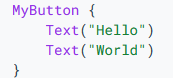 MyButton {
    Text("Hello")
    Text("World")
}